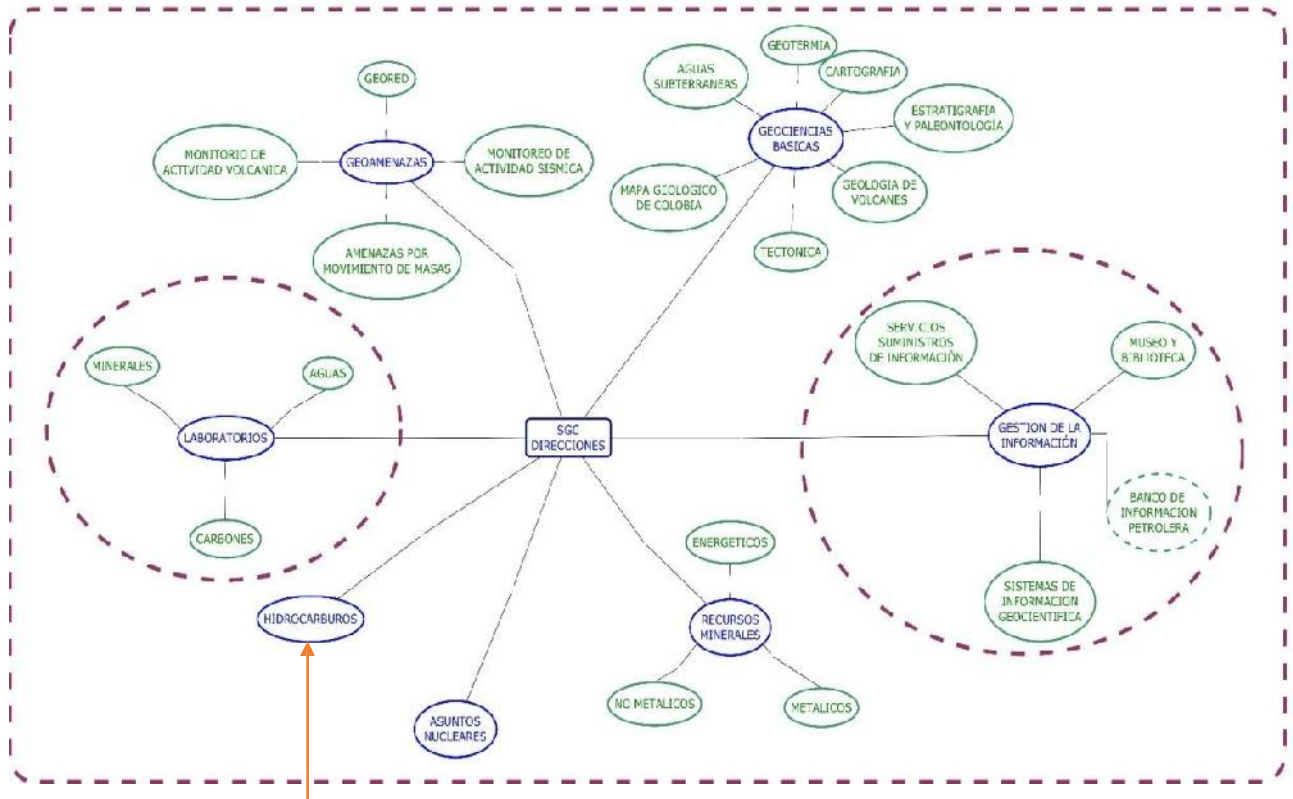 GEORED
MONITORIO DE
ACTIVIDAD VOLCANICA
GEOAMENAZAS
MONITOREO DE
ACTIVIDAD SISMICA
AMENAZAS POR
MOVIMIENTO DE MASAS
GEOTERMIA
AGUAS
SUBTERRANEAS
CARTOGRAFIA
GEOCIENCIAS
BASICAS
ESTRATIGRAFIA
Y PALEONTOLOGÍA
MAPA GEOLOGICO
DE COLOBIA
GEOLOGIA DE
VOLCANES
TECTONICA
MINERALES
AGUAS
LABORATORIOS
CARBONES
SGC
DIRECCIONES
SERVICIOS
SUMINISTROS
DE INFORMACIÓN
MUSEO Y
BIBLIOTECA
GESTION DE LA
INFORMACIÓN
BANCO DE
INFORMACION
PETROLERA
SISTEMAS DE
INFORMACION
GEOCIENTIFICA
HIDROCARBUROS
ASUNTOS
NUCLEARES
ENERGETICOS
RECURSOS
MINERALES
NO METALICOS
METALICOS